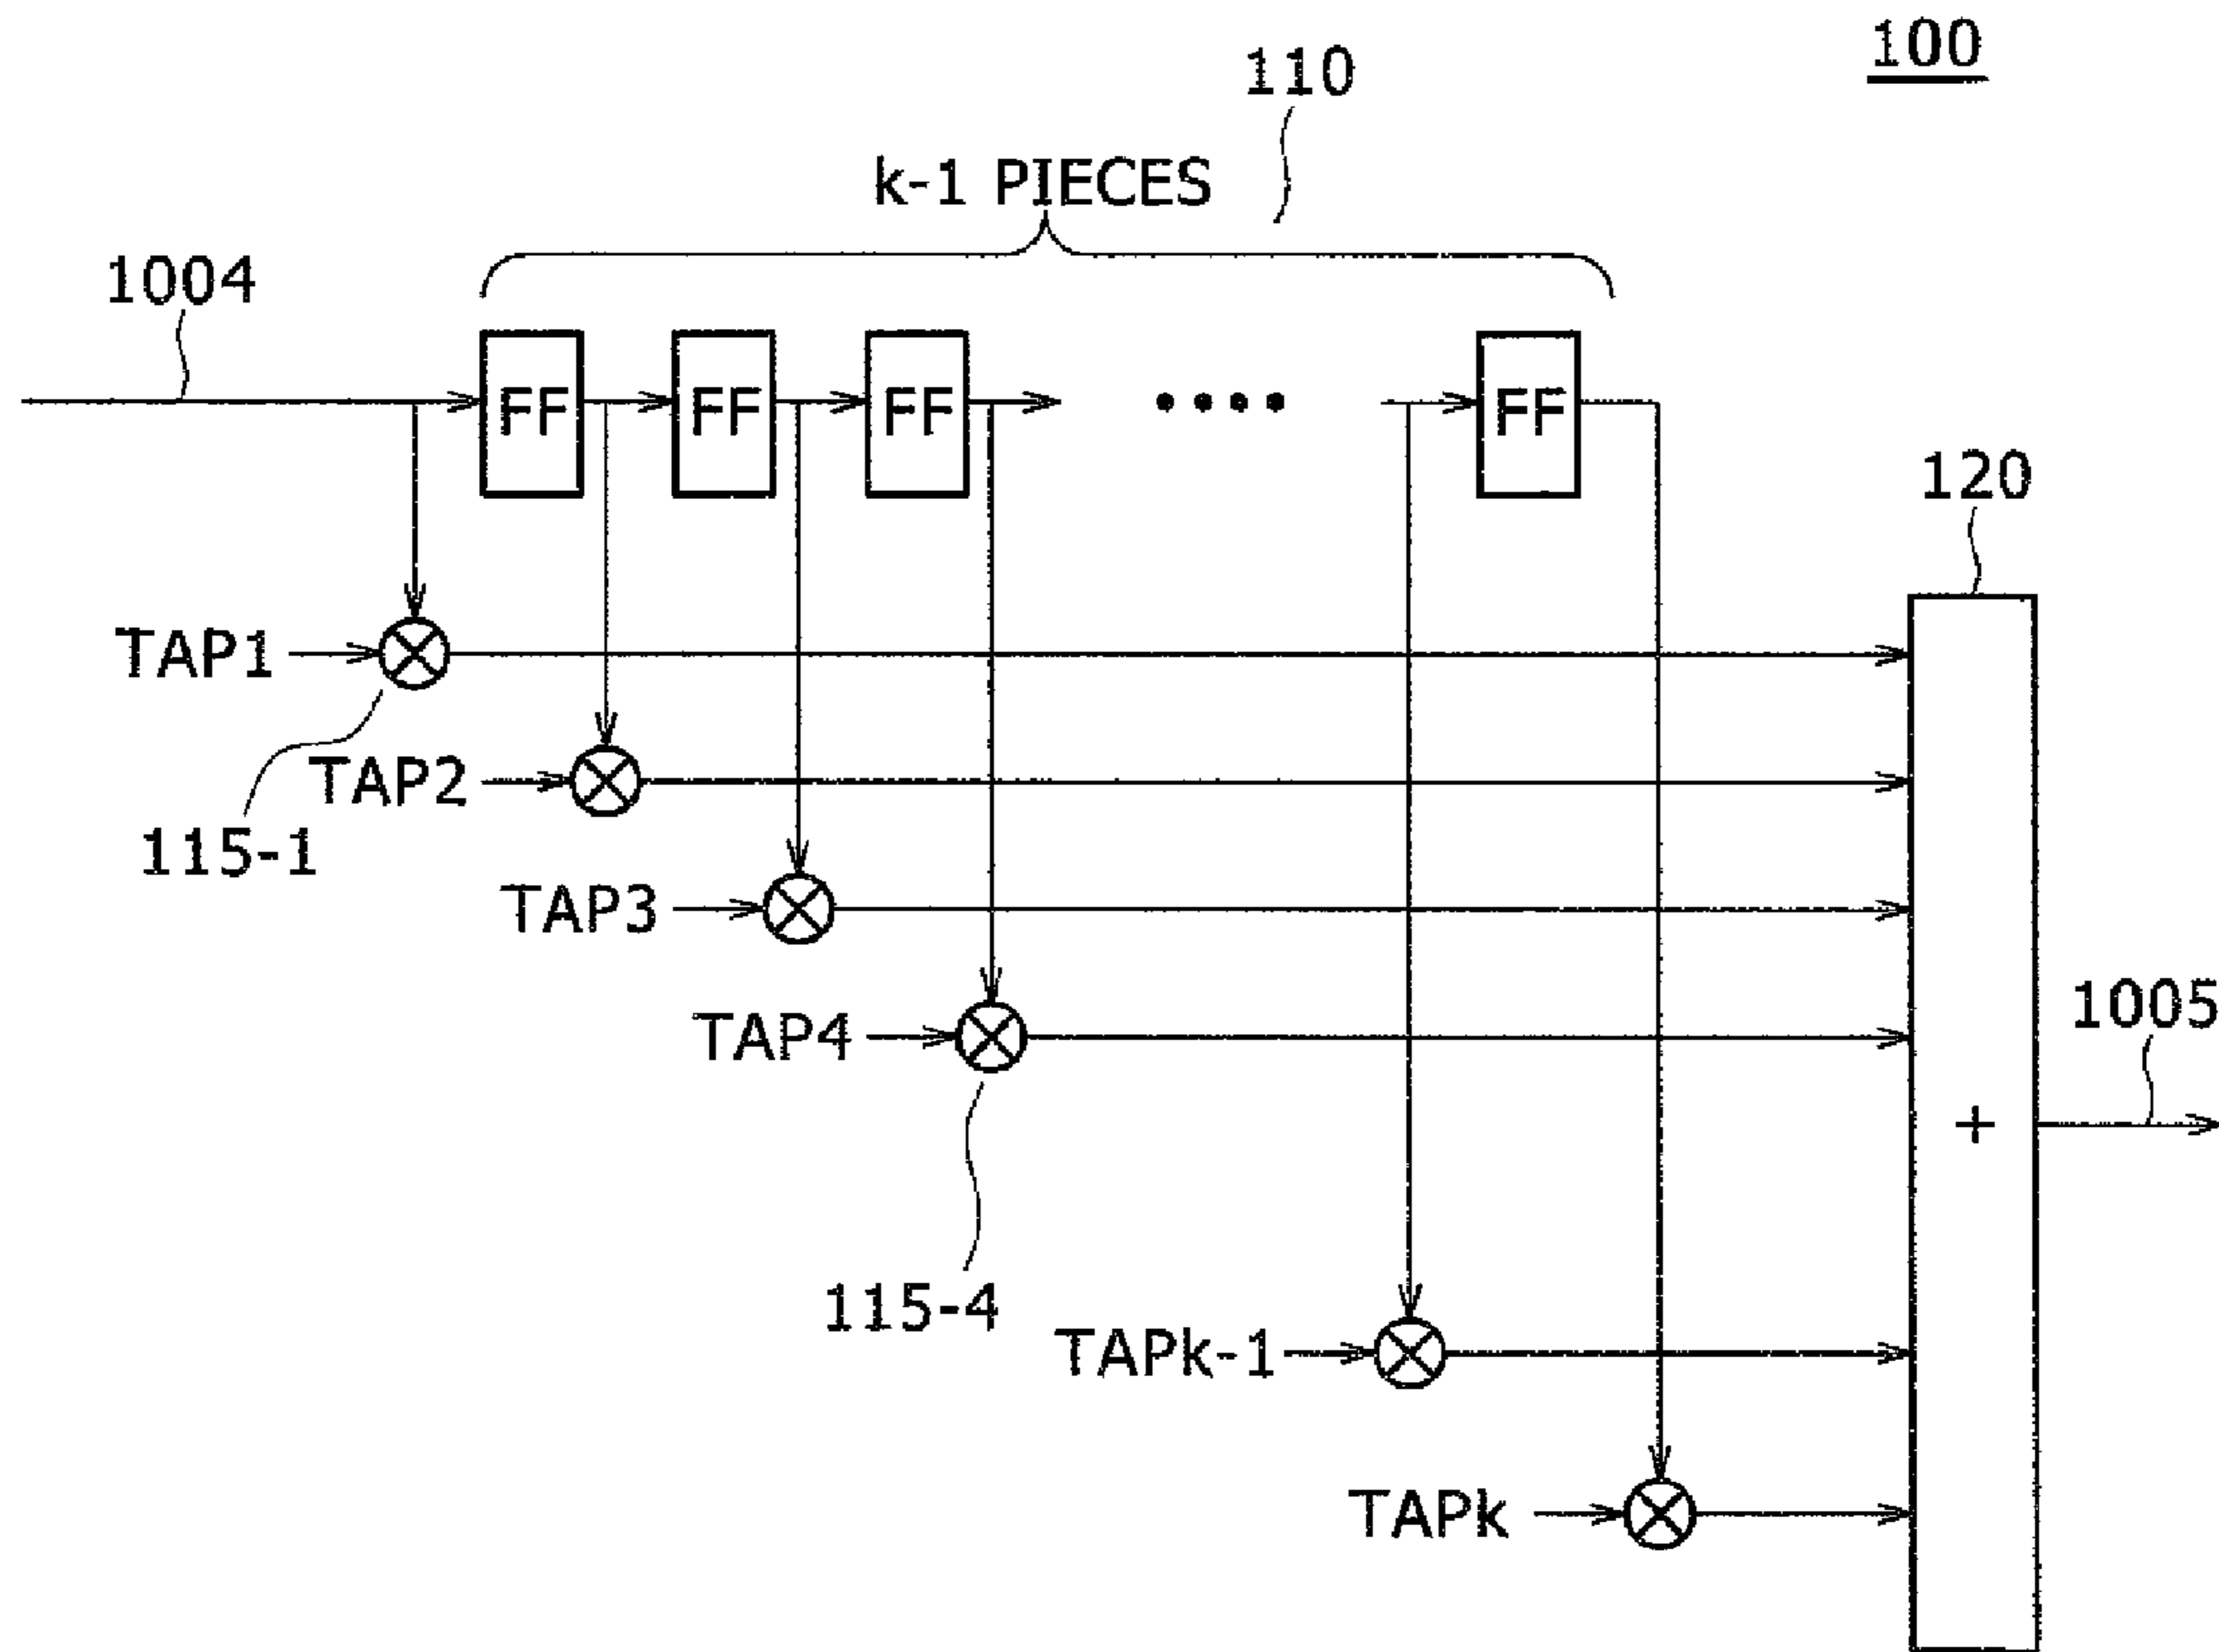 100
110
k-1 PIECES
1004
FF FF FF FF
120
TAP1
TAP2
115-1
TAP3
1005
TAP4
+
115-4
TAPk-1
TAPk